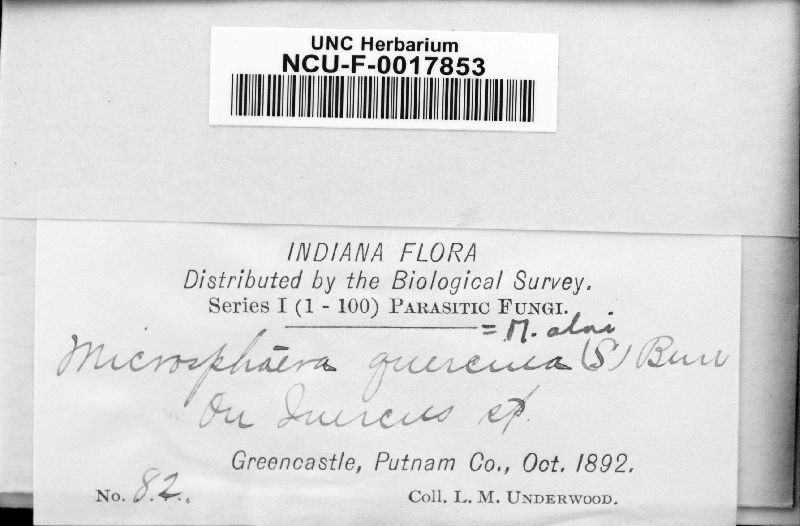 UNC Herbarium
NCU-F-0017853
INDIANA FLORA
Distributed by the Biological Survey.
Series I (1 - 100) PARASITIC FUNGI.
= M. alni
Microsphaera quercina (S) Burr
On Quercus sp.
Greencastle, Putnam Co., Oct. 1892.
No. 82. Coll. L. M. UNDERWOOD.